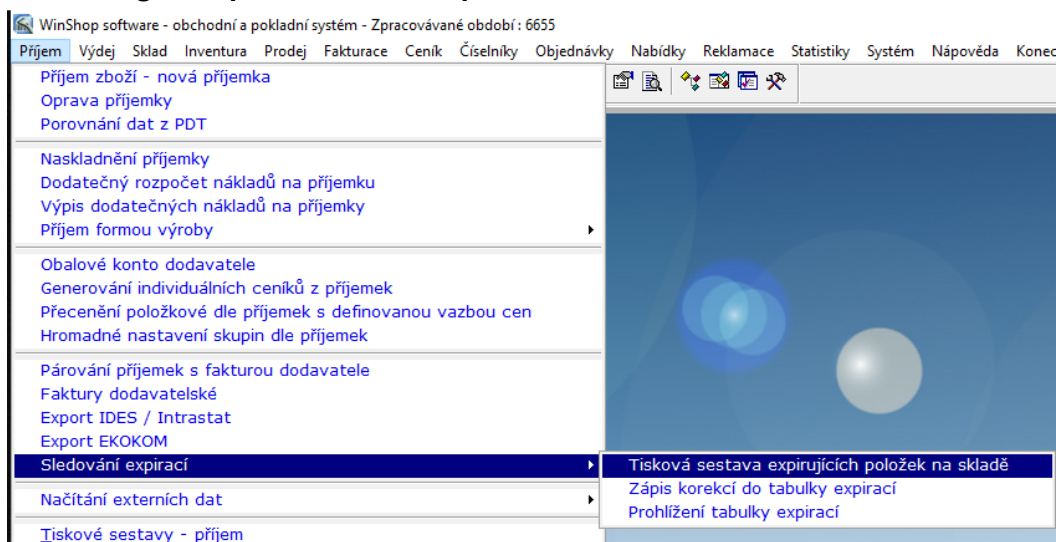 WinShop software - obchodní a pokladní systém - Zpracovávané období : 6655
Příjem Výdej Sklad Inventura Prodej Fakturace Ceník Číselníky Objednávky Nabídky Reklamace Statistiky Systém Nápověda Konec
Příjem zboží - nová příjemka
Oprava příjemky
Porovnání dat z PDT
Naskladnění příjemky
Dodatečný rozpočet nákladů na příjemku
Výpis dodatečných nákladů na příjemky
Příjem formou výroby
Obalové konto dodavatele
Generování individuálních ceníků z příjemek
Přecenění položkové dle příjemek s definovanou vazbou cen
Hromadné nastavení skupin dle příjemek
Párování příjemek s fakturou dodavatele
Faktury dodavatelské
Export IDES / Intrastat
Export EKOKOM
Sledování expirací
Tisková sestava expirujících položek na skladě
Zápis korekcí do tabulky expirací
Prohlížení tabulky expirací
Načítání externích dat
Tiskové sestavy - příjem